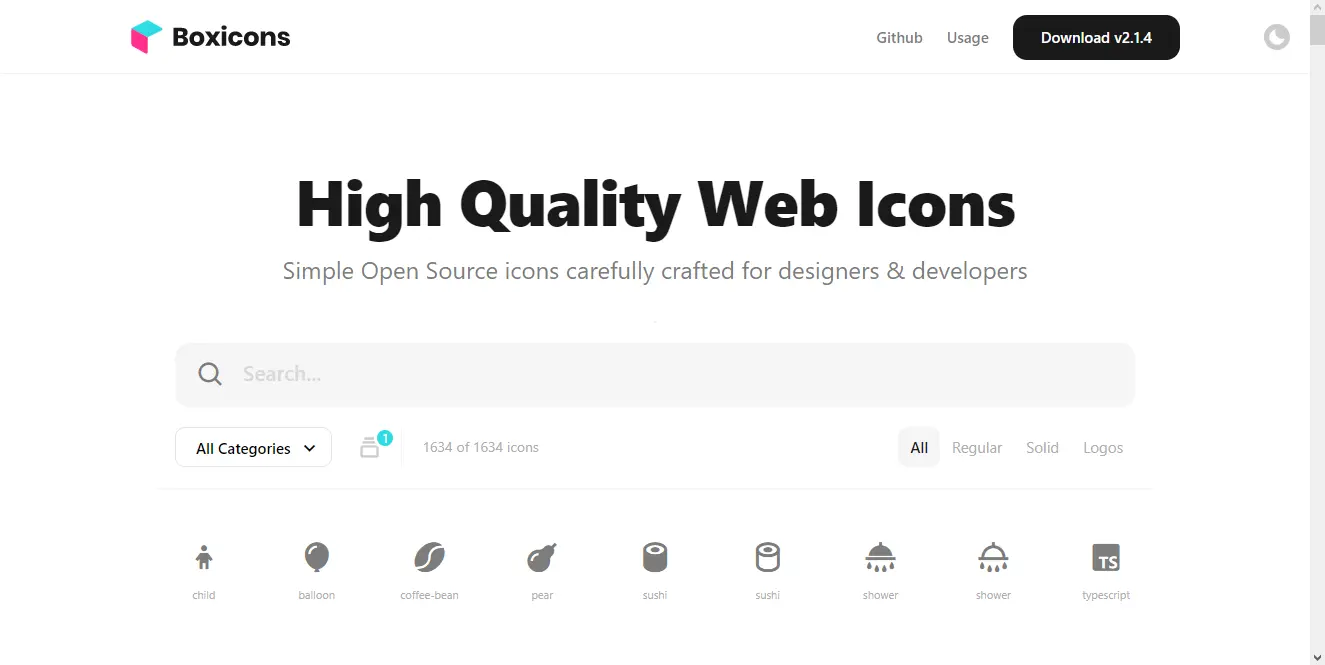 Boxicons
Github
Usage
Download v2.1.4
High Quality Web Icons
Simple Open Source icons carefully crafted for designers & developers
Search...
All Categories
1
1634 of 1634 icons
All
Regular
Solid
Logos
child
balloon
coffee-bean
pear
sushi
sushi
shower
shower
TS
typescript